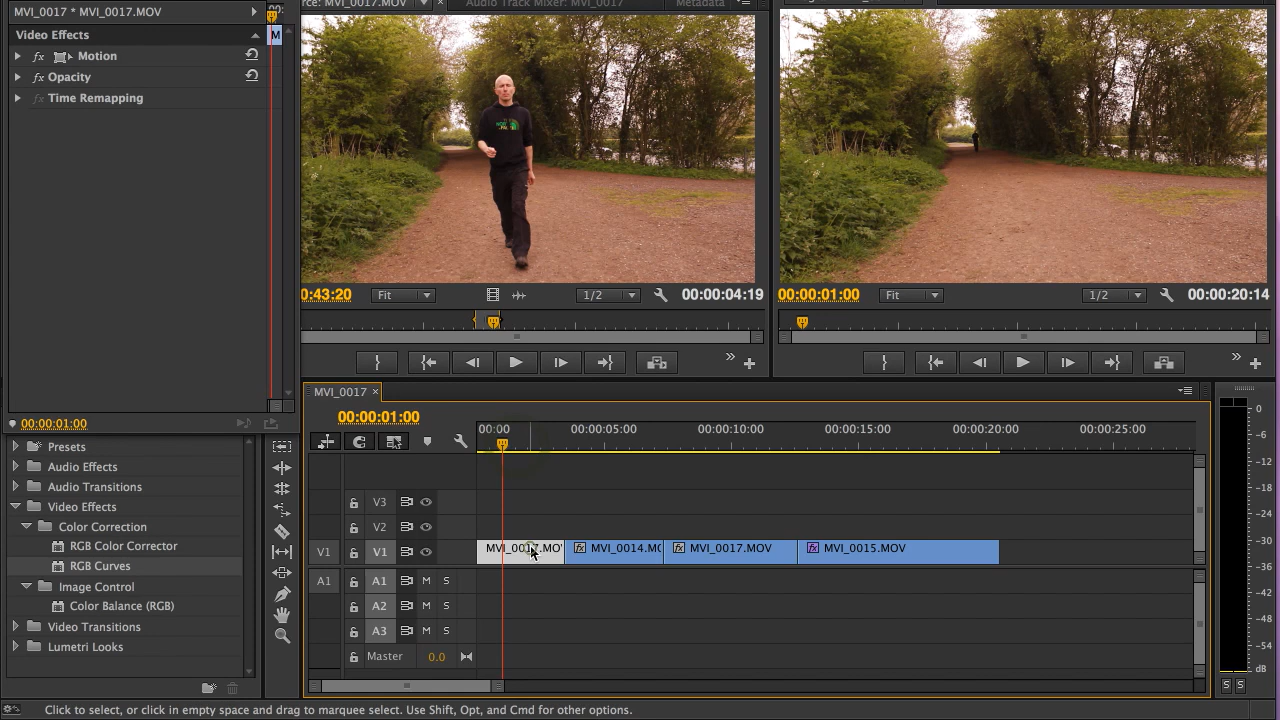 MVI_0017 * MVI_0017.MOV
00:
Video Effects
M
fx Motion
fx Opacity
fx Time Remapping
00:00:01:00
rce: MVI_0017.MOV
Audio Track Mixer: MVI_0017
Metadata
0:43:20
Fit
1/2
00:00:04:19
00:00:01:00
Fit
1/2
00:00:20:14
Presets
Audio Effects
Audio Transitions
Video Effects
Color Correction
RGB Color Corrector
RGB Curves
Image Control
Color Balance (RGB)
Video Transitions
Lumetri Looks
MVI_0017 ×
00:00:01:00
00:00 00:00:05:00 00:00:10:00 00:00:15:00 00:00:20:00 00:00:25:00
V3
V2
V1 V1 MVI_0017.MO fx MVI_0014.MO fx MVI_0017.MOV fx MVI_0015.MOV
A1 A1 M S
A2 M S
A3 M S
Master 0.0
0
-6
-12
-18
-24
-30
-36
-42
-48
-54
dB
S S
Click to select, or click in empty space and drag to marquee select. Use Shift, Opt, and Cmd for other options.